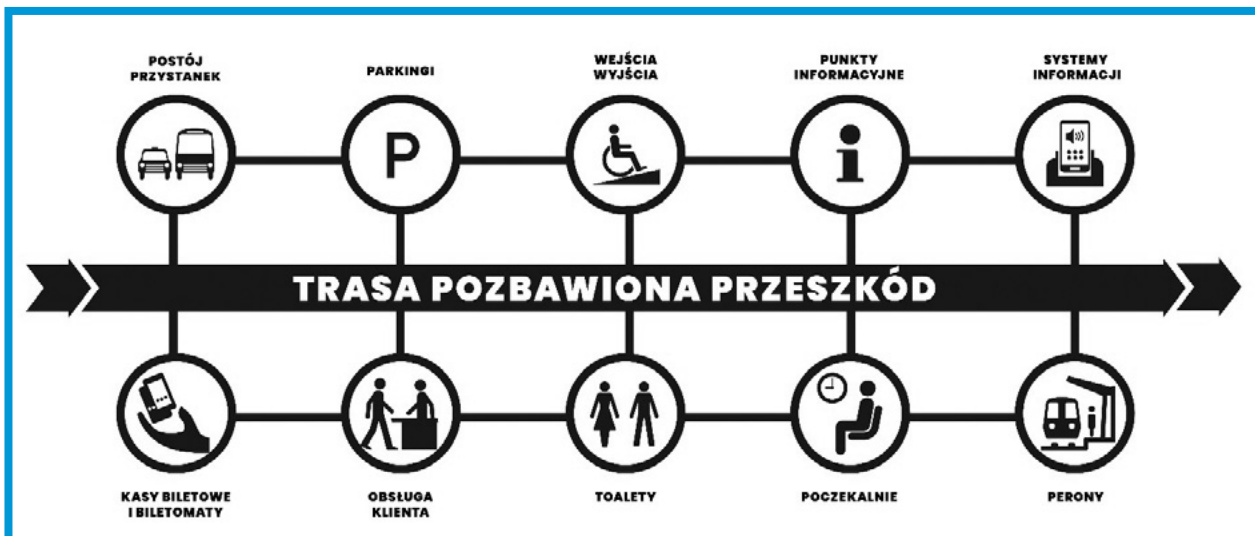 POSTÓJ
PRZYSTANEK
PARKINGI
WEJŚCIA
WYJŚCIA
PUNKTY
INFORMACYJNE
SYSTEMY
INFORMACJI
P
i
TRASA POZBAWIONA PRZESZKÓD
KASY BILETOWE
I BILETOMATY
OBSŁUGA
KLIENTA
TOALETY
POCZEKALNIE
PERONY